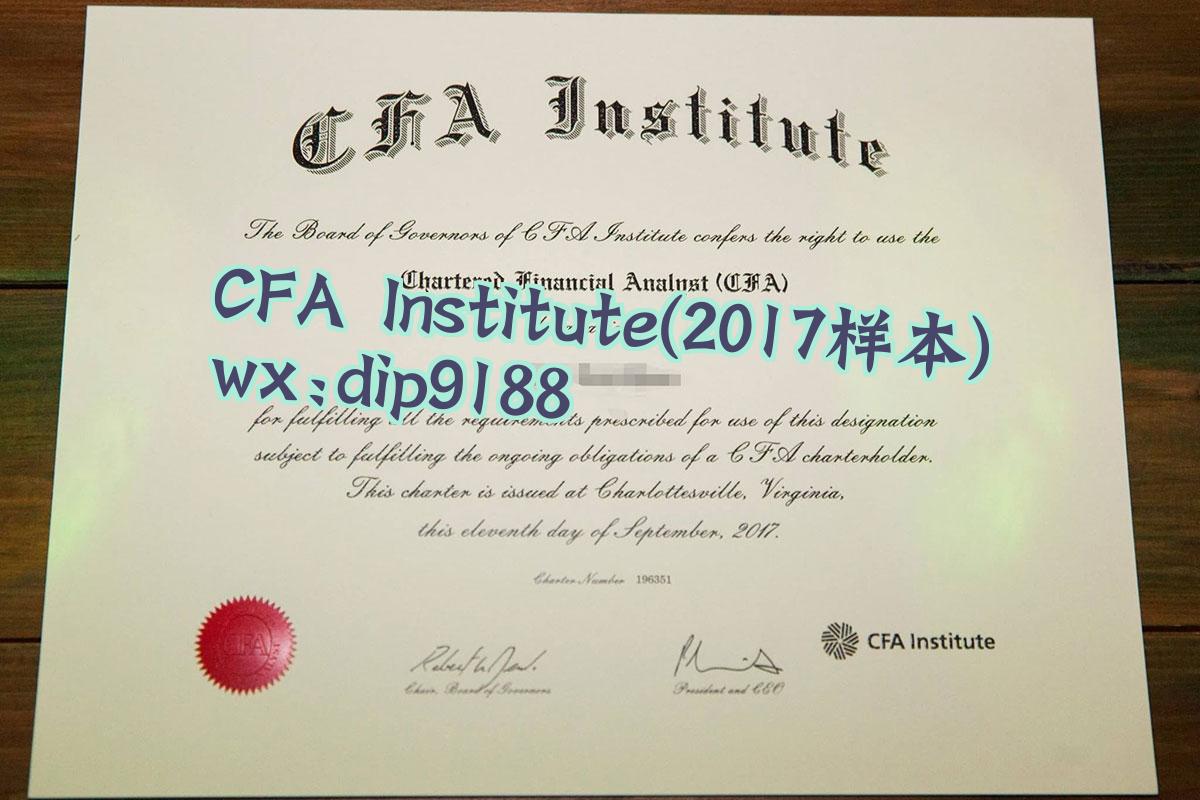 CFA Institute
The Board of Governors of CFA Institute confers the right to use the
Chartered Financial Analyst (CFA)
CFA Institute(2017样本)
wx:dip9188
for fulfilling all the requirements prescribed for use of this designation
subject to fulfilling the ongoing obligations of a CFA charterholder.
This charter is issued at Charlottesville, Virginia,
this eleventh day of September, 2017.
Charter Number 196351
CFA
Chair, Board of Governors
President and CEO
CFA Institute